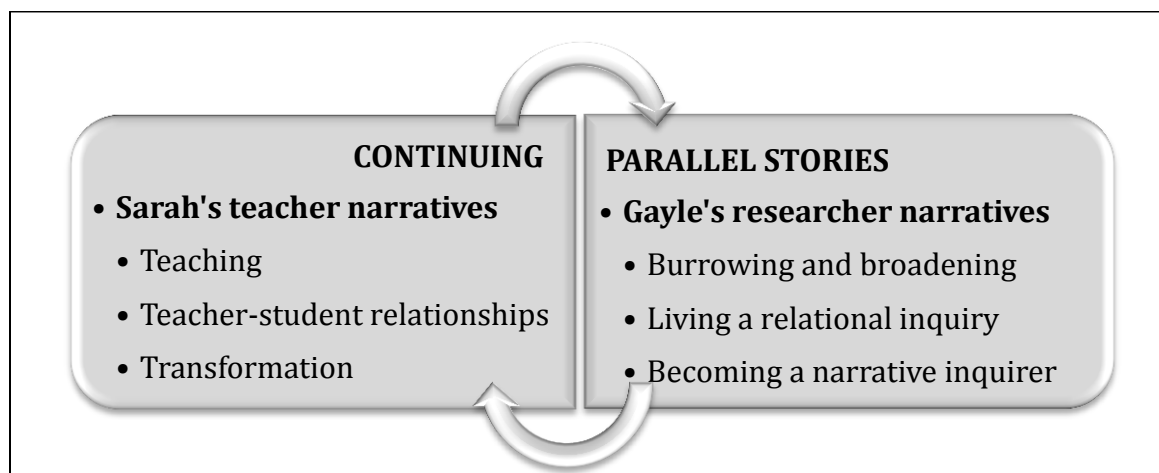 CONTINUING
• Sarah's teacher narratives
• Teaching
• Teacher-student relationships
• Transformation
PARALLEL STORIES
• Gayle's researcher narratives
• Burrowing and broadening
• Living a relational inquiry
• Becoming a narrative inquirer